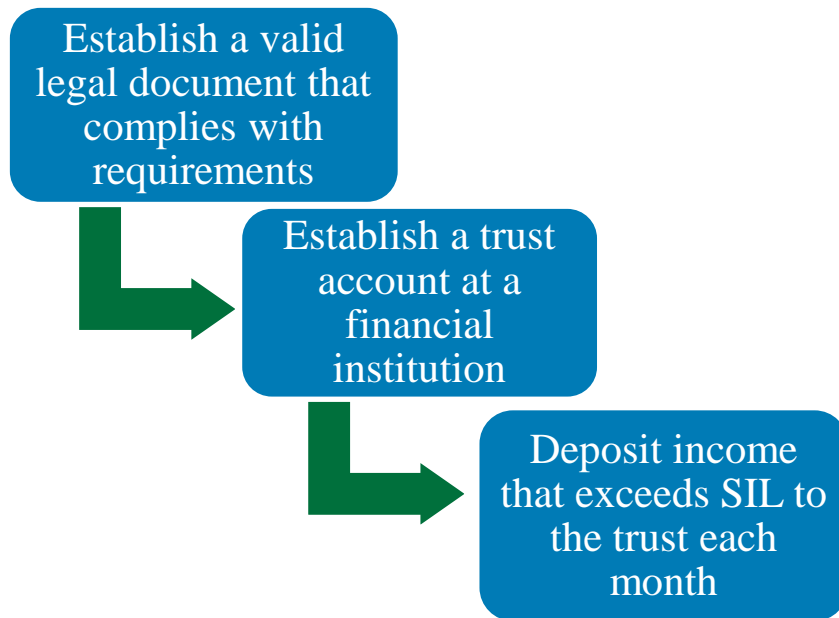 Establish a valid
legal document that
complies with
requirements
Establish a trust
account at a
financial
institution
Deposit income
that exceeds SIL to
the trust each
month